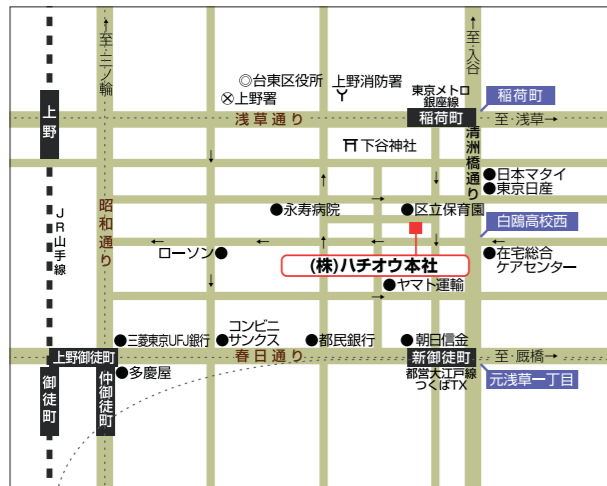 ↑至・三ノ輪
↑至・入谷
◎台東区役所
上野消防署
⊗上野署
東京メトロ
銀座線
稲荷町
上野
浅草通り
稲荷町
至・浅草→
下谷神社
清洲橋通り
●日本マタイ
●東京日産
昭和通り
JR山手線
●永寿病院
●区立保育園
白鴎高校西
ローソン●
(株)ハチオウ本社
●在宅総合
ケアセンター
●ヤマト運輸
●三菱東京UFJ銀行
コンビニ
●サンクス
●都民銀行
●朝日信金
上野御徒町
春日通り
新御徒町
至・厩橋→
御徒町
仲御徒町
●多慶屋
都営大江戸線
つくばTX
元浅草一丁目